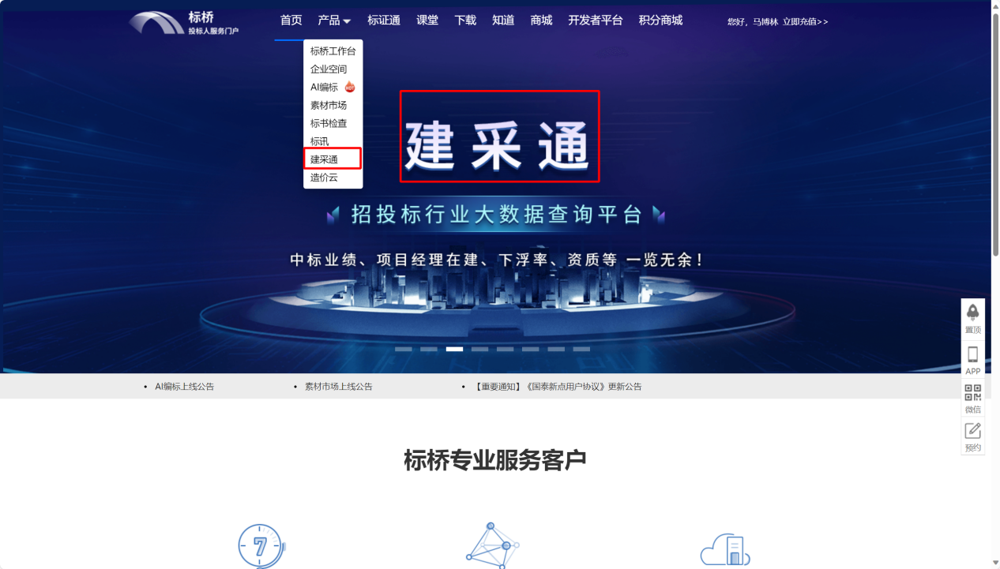 标桥
投标人服务门户
首页 产品 标证通 课堂 下载 知道 商城 开发者平台 积分商城
您好，马博林 立即充值>>
标桥工作台
企业空间
AI编标 HOT
素材市场
标书检查
标讯
建采通
造价云
建采通
招投标行业大数据查询平台
中标业绩、项目经理在建、下浮率、资质等 一览无余！
置顶
APP
微信
预约
• AI编标上线公告 • 素材市场上线公告 • 【重要通知】《国泰新点用户协议》更新公告
标桥专业服务客户
7